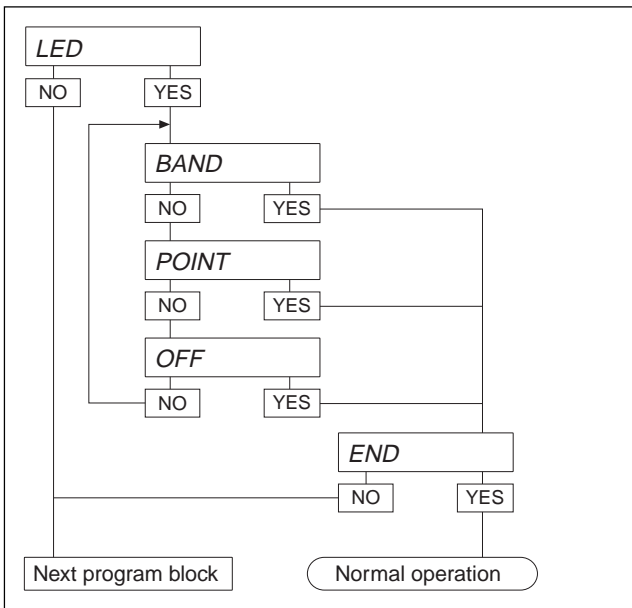 LED
NO YES
BAND
NO YES
POINT
NO YES
OFF
NO YES
END
NO YES
Next program block Normal operation